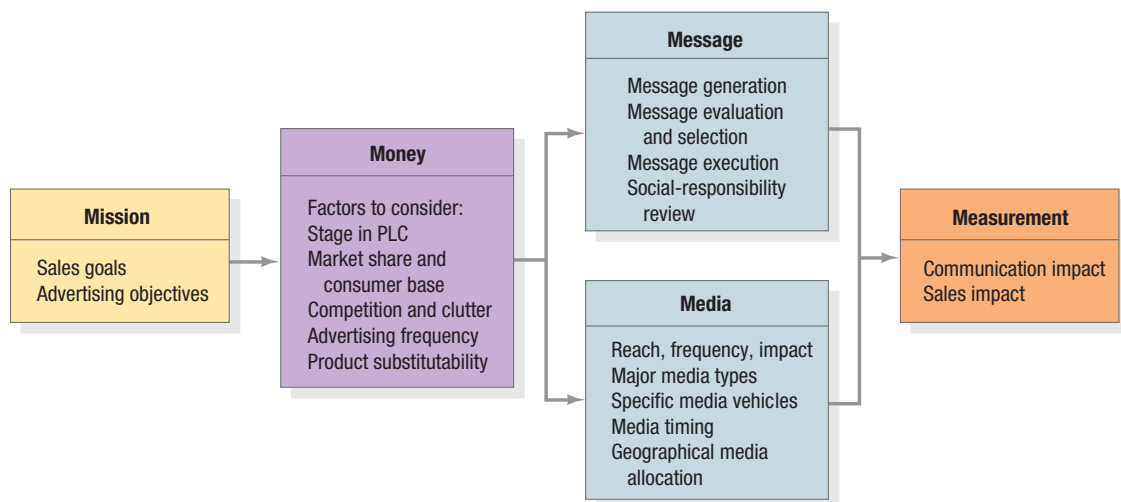 Mission
Sales goals
Advertising objectives
Money
Factors to consider:
Stage in PLC
Market share and
consumer base
Competition and clutter
Advertising frequency
Product substitutability
Message
Message generation
Message evaluation
and selection
Message execution
Social-responsibility
review
Media
Reach, frequency, impact
Major media types
Specific media vehicles
Media timing
Geographical media
allocation
Measurement
Communication impact
Sales impact